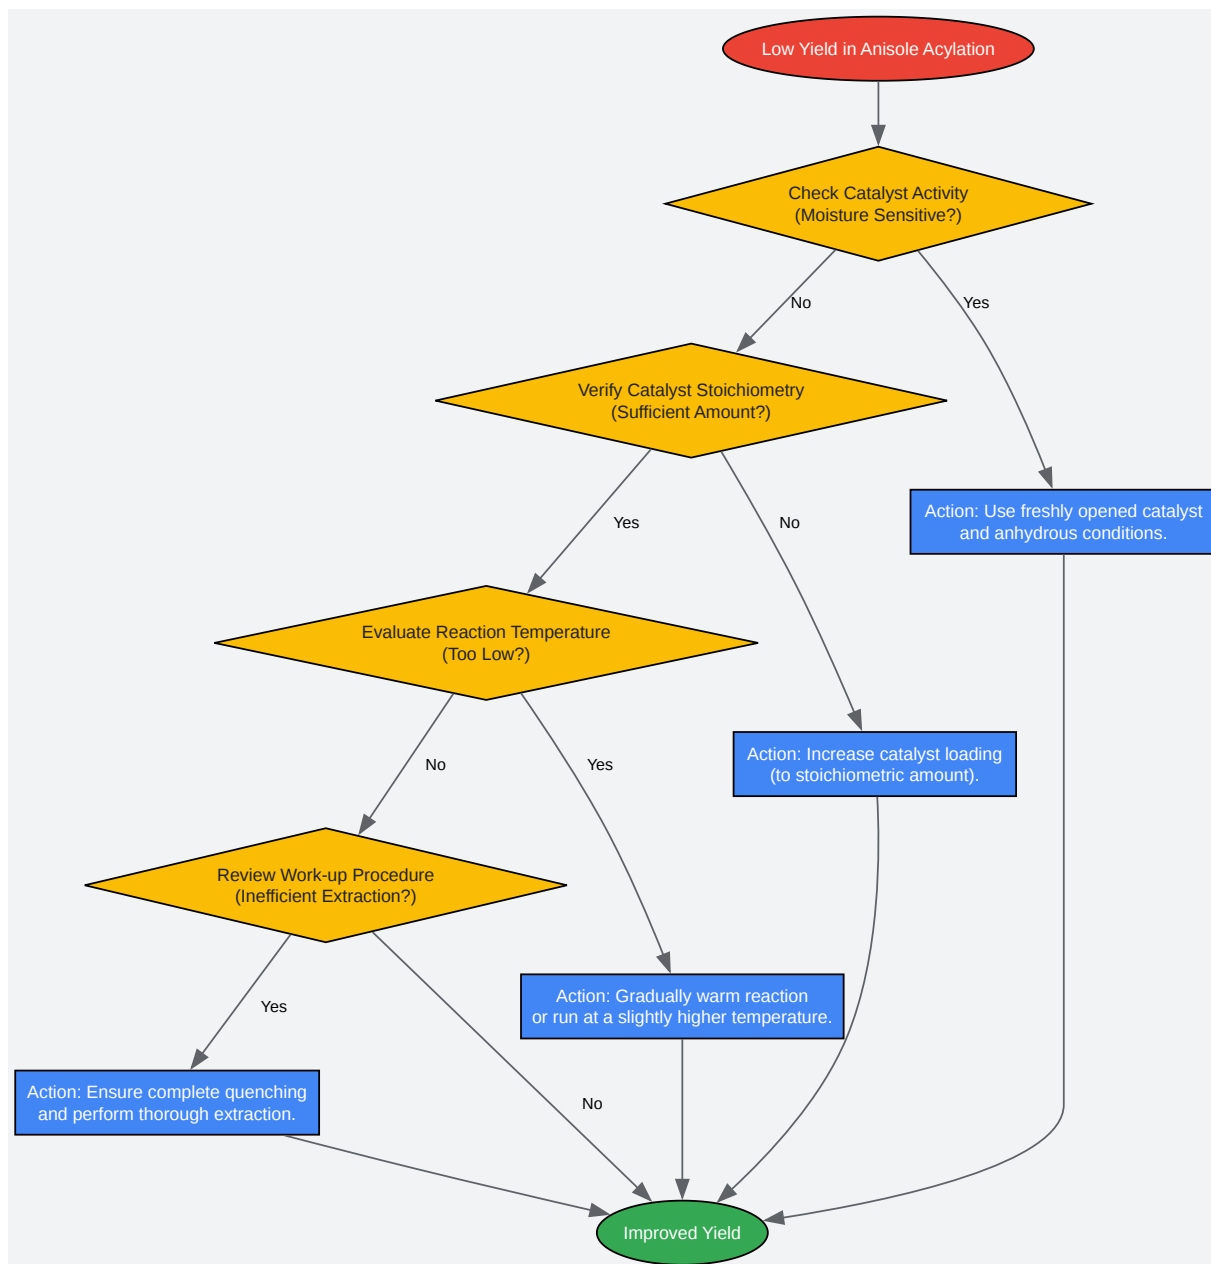 Low Yield in Anisole Acylation
Check Catalyst Activity
(Moisture Sensitive?)
No
Yes
Verify Catalyst Stoichiometry
(Sufficient Amount?)
Yes
No
Action: Use freshly opened catalyst
and anhydrous conditions.
Evaluate Reaction Temperature
(Too Low?)
No
Yes
Action: Increase catalyst loading
(to stoichiometric amount).
Review Work-up Procedure
(Inefficient Extraction?)
Yes
No
Action: Gradually warm reaction
or run at a slightly higher temperature.
Action: Ensure complete quenching
and perform thorough extraction.
Improved Yield